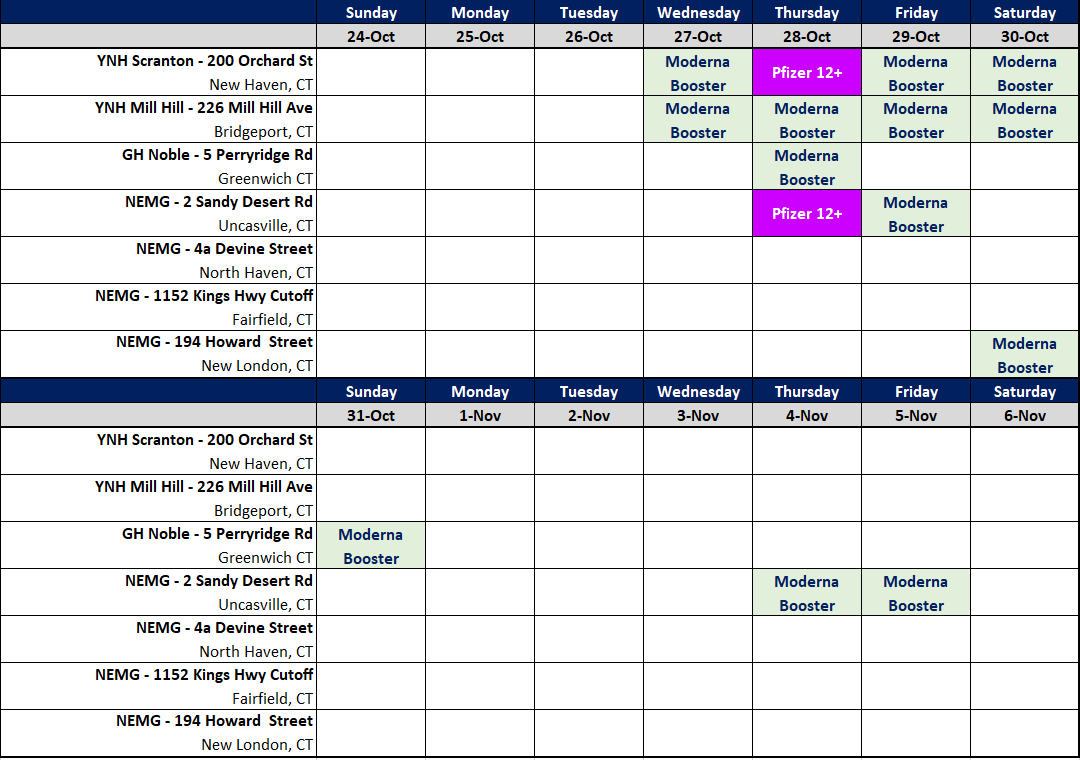 Sunday Monday Tuesday Wednesday Thursday Friday Saturday
24-Oct 25-Oct 26-Oct 27-Oct 28-Oct 29-Oct 30-Oct
YNH Scranton - 200 Orchard St Moderna Pfizer 12+ Moderna Moderna
New Haven, CT Booster Booster Booster
YNH Mill Hill - 226 Mill Hill Ave Moderna Moderna Moderna Moderna
Bridgeport, CT Booster Booster Booster Booster
GH Noble - 5 Perryridge Rd Moderna
Greenwich CT Booster
NEMG - 2 Sandy Desert Rd Pfizer 12+ Moderna
Uncasville, CT Booster
NEMG - 4a Devine Street
North Haven, CT
NEMG - 1152 Kings Hwy Cutoff
Fairfield, CT
NEMG - 194 Howard  Street Moderna
New London, CT Booster
Sunday Monday Tuesday Wednesday Thursday Friday Saturday
31-Oct 1-Nov 2-Nov 3-Nov 4-Nov 5-Nov 6-Nov
YNH Scranton - 200 Orchard St
New Haven, CT
YNH Mill Hill - 226 Mill Hill Ave
Bridgeport, CT
GH Noble - 5 Perryridge Rd Moderna
Greenwich CT Booster
NEMG - 2 Sandy Desert Rd Moderna Moderna
Uncasville, CT Booster Booster
NEMG - 4a Devine Street
North Haven, CT
NEMG - 1152 Kings Hwy Cutoff
Fairfield, CT
NEMG - 194 Howard  Street
New London, CT